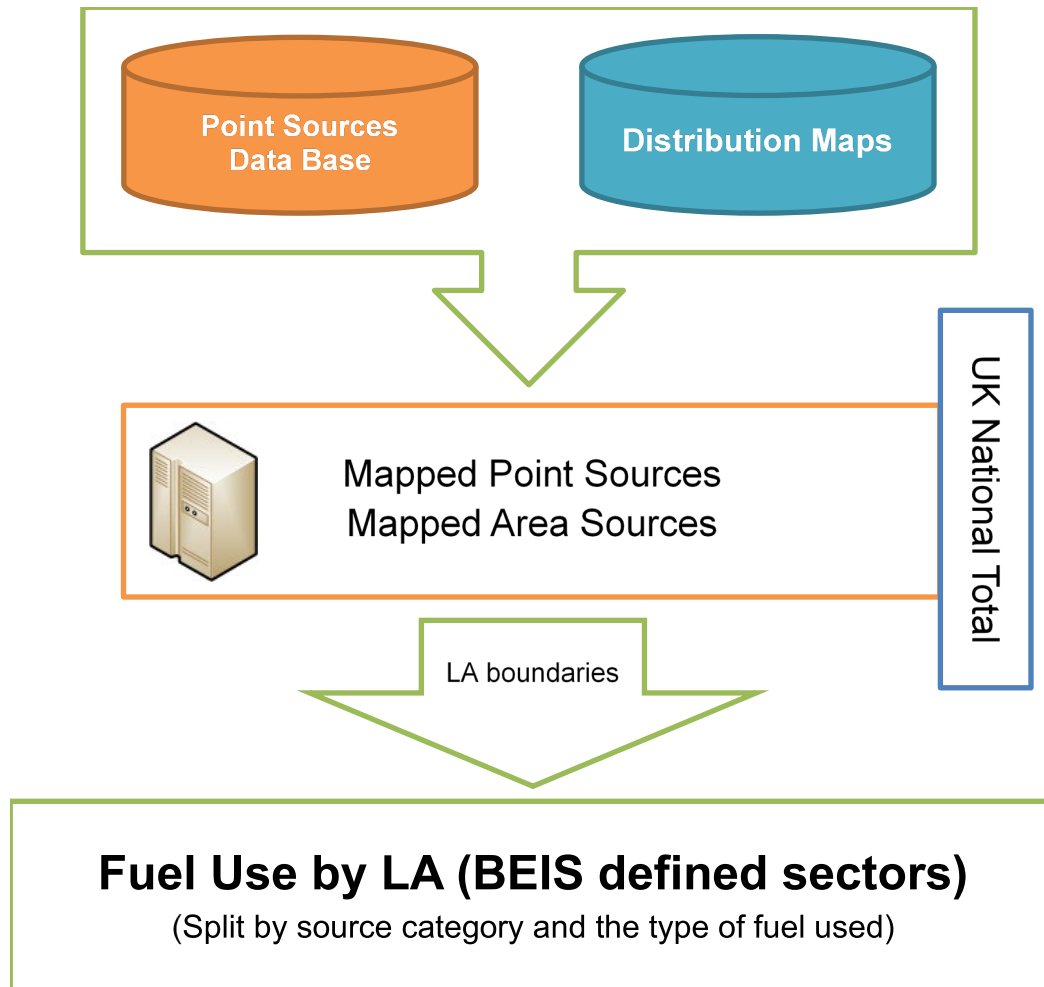 Point Sources
Data Base
Distribution Maps
Mapped Point Sources
Mapped Area Sources
UK National Total
LA boundaries
Fuel Use by LA (BEIS defined sectors)
(Split by source category and the type of fuel used)